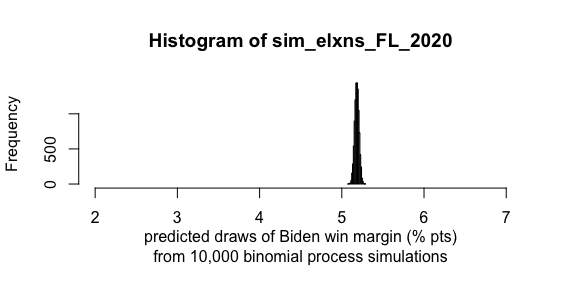 Histogram of sim_elxns_FL_2020
Frequency
500
0
2 3 4 5 6 7
predicted draws of Biden win margin (% pts)
from 10,000 binomial process simulations